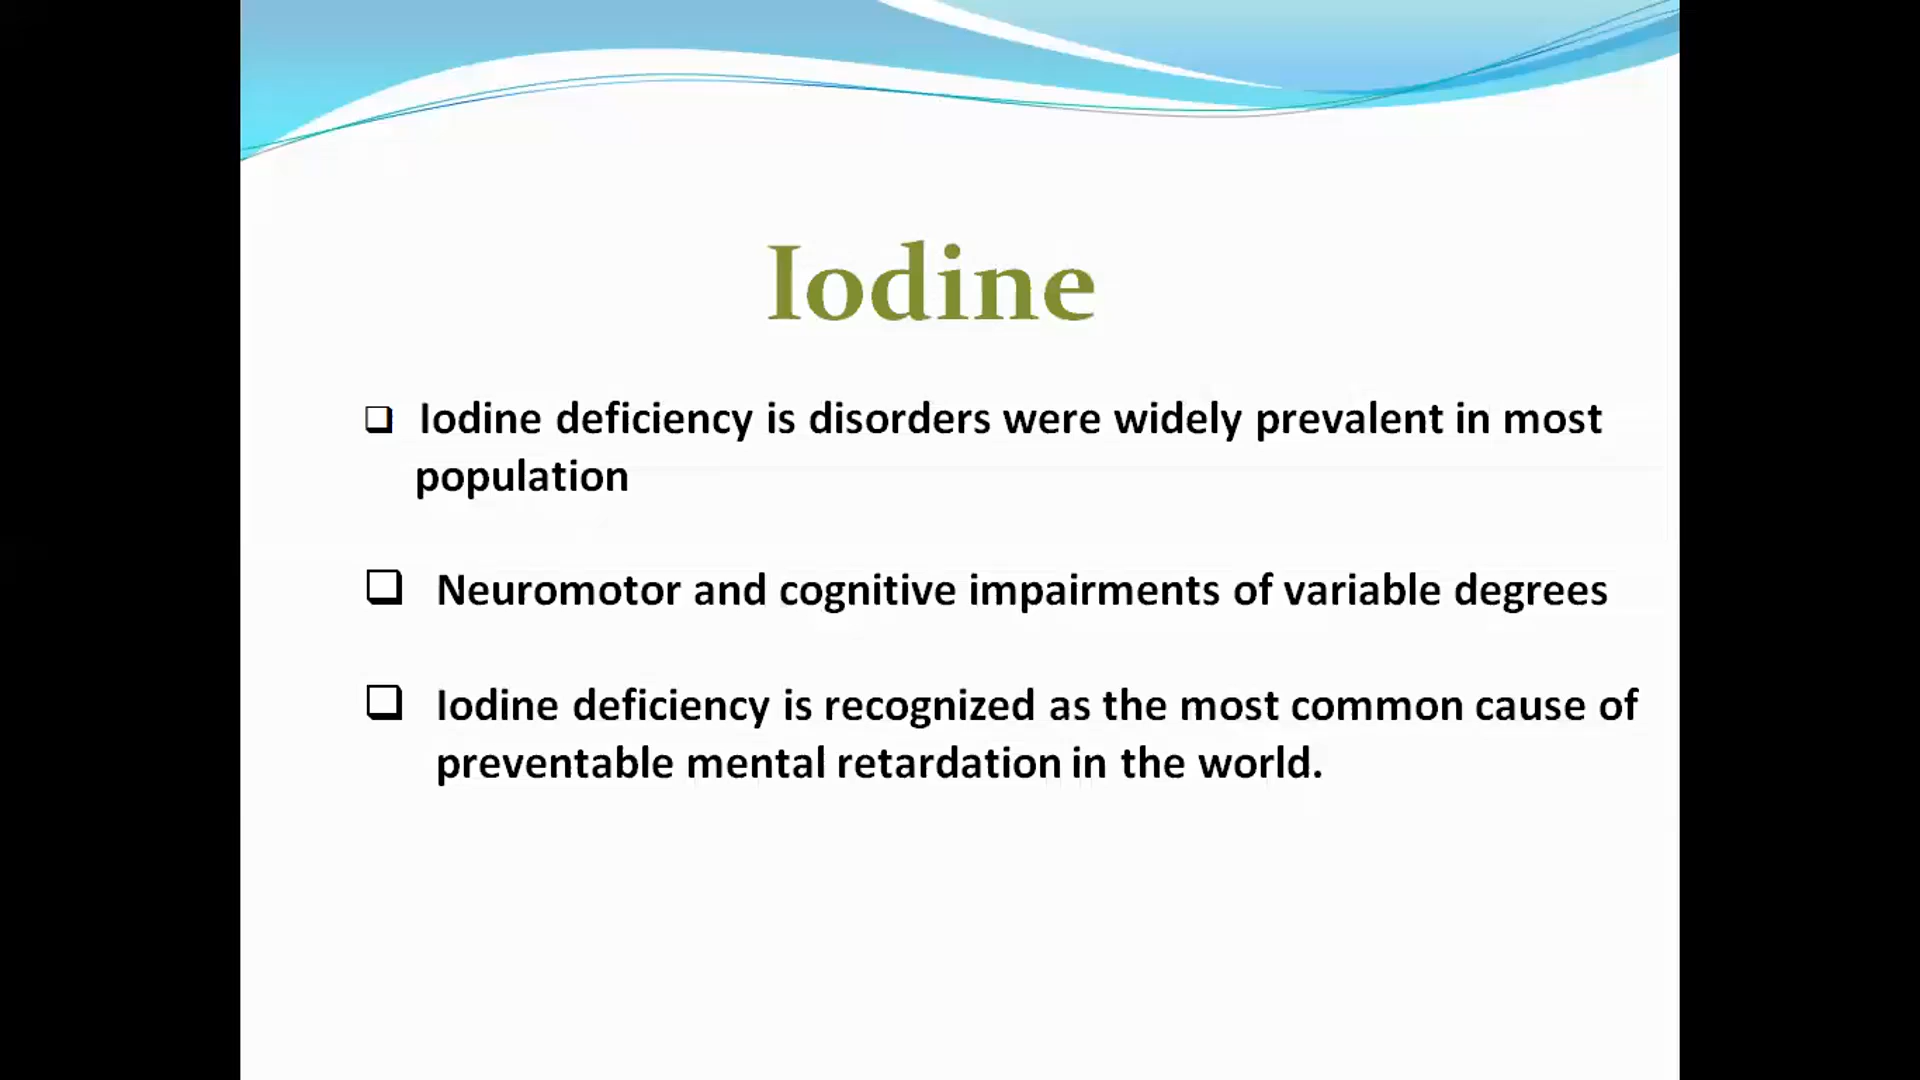 Iodine
❑ Iodine deficiency is disorders were widely prevalent in most
population
❑ Neuromotor and cognitive impairments of variable degrees
❑ Iodine deficiency is recognized as the most common cause of
preventable mental retardation in the world.